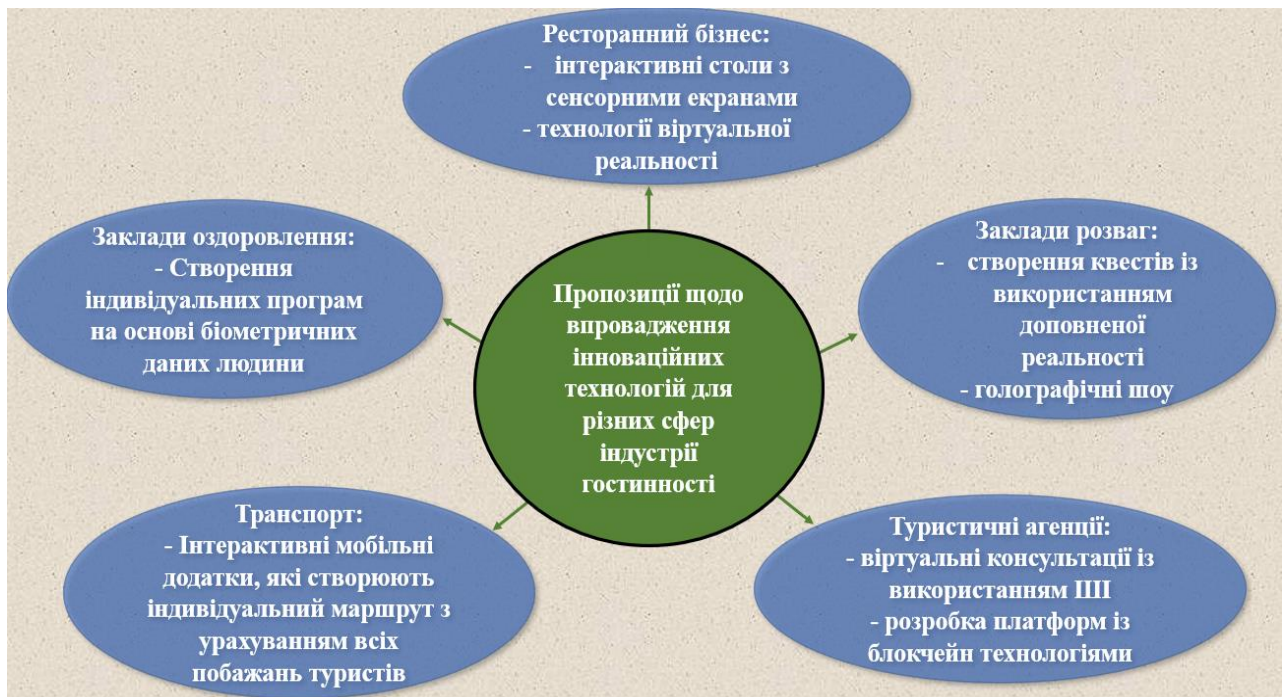 Ресторанний бізнес:
- інтерактивні столи з
сенсорними екранами
- технології віртуальної
реальності
Заклади оздоровлення:
- Створення
індивідуальних програм
на основі біометричних
даних людини
Пропозиції щодо
впровадження
інноваційних
технологій для
різних сфер
індустрії
гостинності
Заклади розваг:
- створення квестів із
використанням
доповненої
реальності
- голографічні шоу
Транспорт:
- Інтерактивні мобільні
додатки, які створюють
індивідуальний маршрут з
урахуванням всіх
побажань туристів
Туристичні агенції:
- віртуальні консультації із
використанням ШІ
- розробка платформ із
блокчейн технологіями